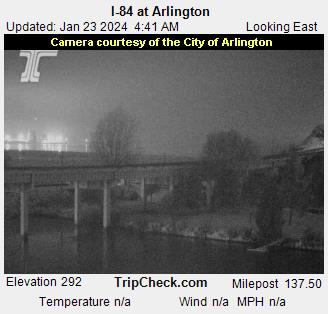 I-84 at Arlington
Updated: Jan 23 2024 4:41 AM Looking East
Camera courtesy of the City of Arlington
Elevation 292 TripCheck.com Milepost 137.50
Temperature n/a Wind n/a MPH n/a